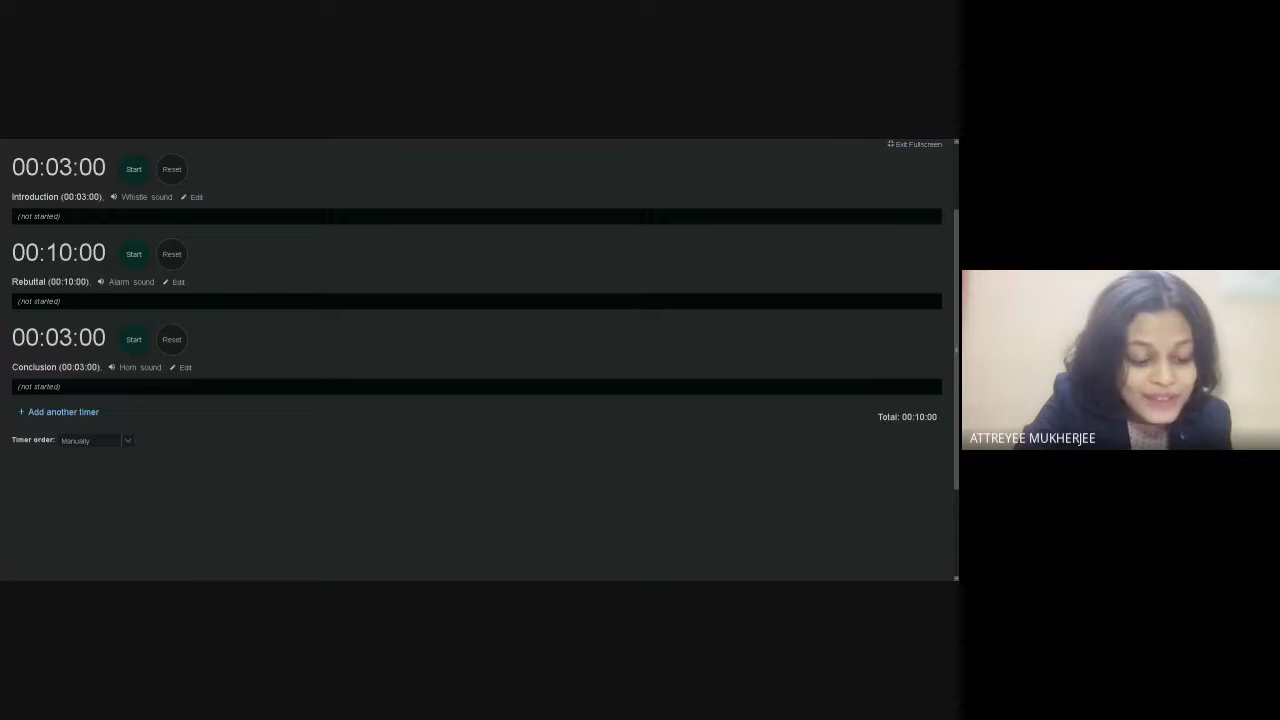 Exit Fullscreen
00:03:00 Start Reset
Introduction (00:03:00), Whistle sound Edit
(not started)
00:10:00 Start Reset
Rebuttal (00:10:00), Alarm sound Edit
(not started)
00:03:00 Start Reset
Conclusion (00:03:00), Horn sound Edit
(not started)
+ Add another timer
Total: 00:10:00
Timer order: Manually
ATTREYEE MUKHERJEE